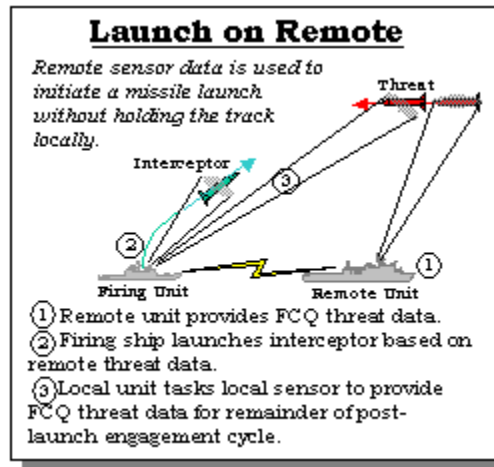 Launch on Remote
Remote sensor data is used to
initiate a missile launch
without holding the track
locally.
Threat
Interceptor
3
2
1
Firing Unit
Remote Unit
1 Remote unit provides FCQ threat data.
2 Firing ship launches interceptor based on
remote threat data.
3 Local unit tasks local sensor to provide
FCQ threat data for remainder of post-
launch engagement cycle.